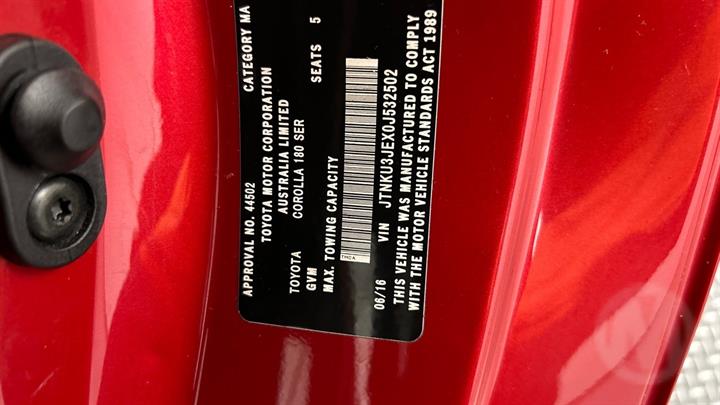 APPROVAL NO. 44502 CATEGORY MA
TOYOTA MOTOR CORPORATION
AUSTRALIA LIMITED
TOYOTA COROLLA 180 SER
GVM SEATS 5
MAX. TOWING CAPACITY
THCA
06/16 VIN JTNKU3JEX0J532502
THIS VEHICLE WAS MANUFACTURED TO COMPLY
WITH THE MOTOR VEHICLE STANDARDS ACT 1989